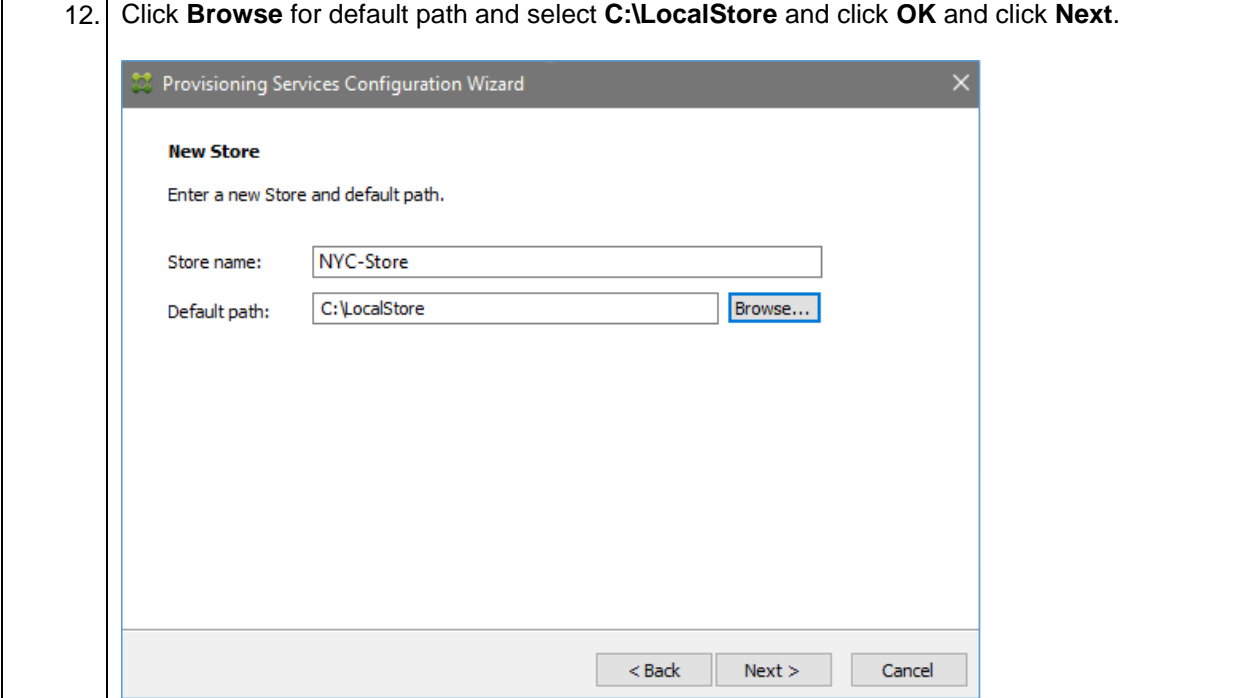 12. Click Browse for default path and select C:\LocalStore and click OK and click Next.
Provisioning Services Configuration Wizard
New Store
Enter a new Store and default path.
Store name: NYC-Store
Default path: C:\LocalStore Browse...
< Back Next > Cancel